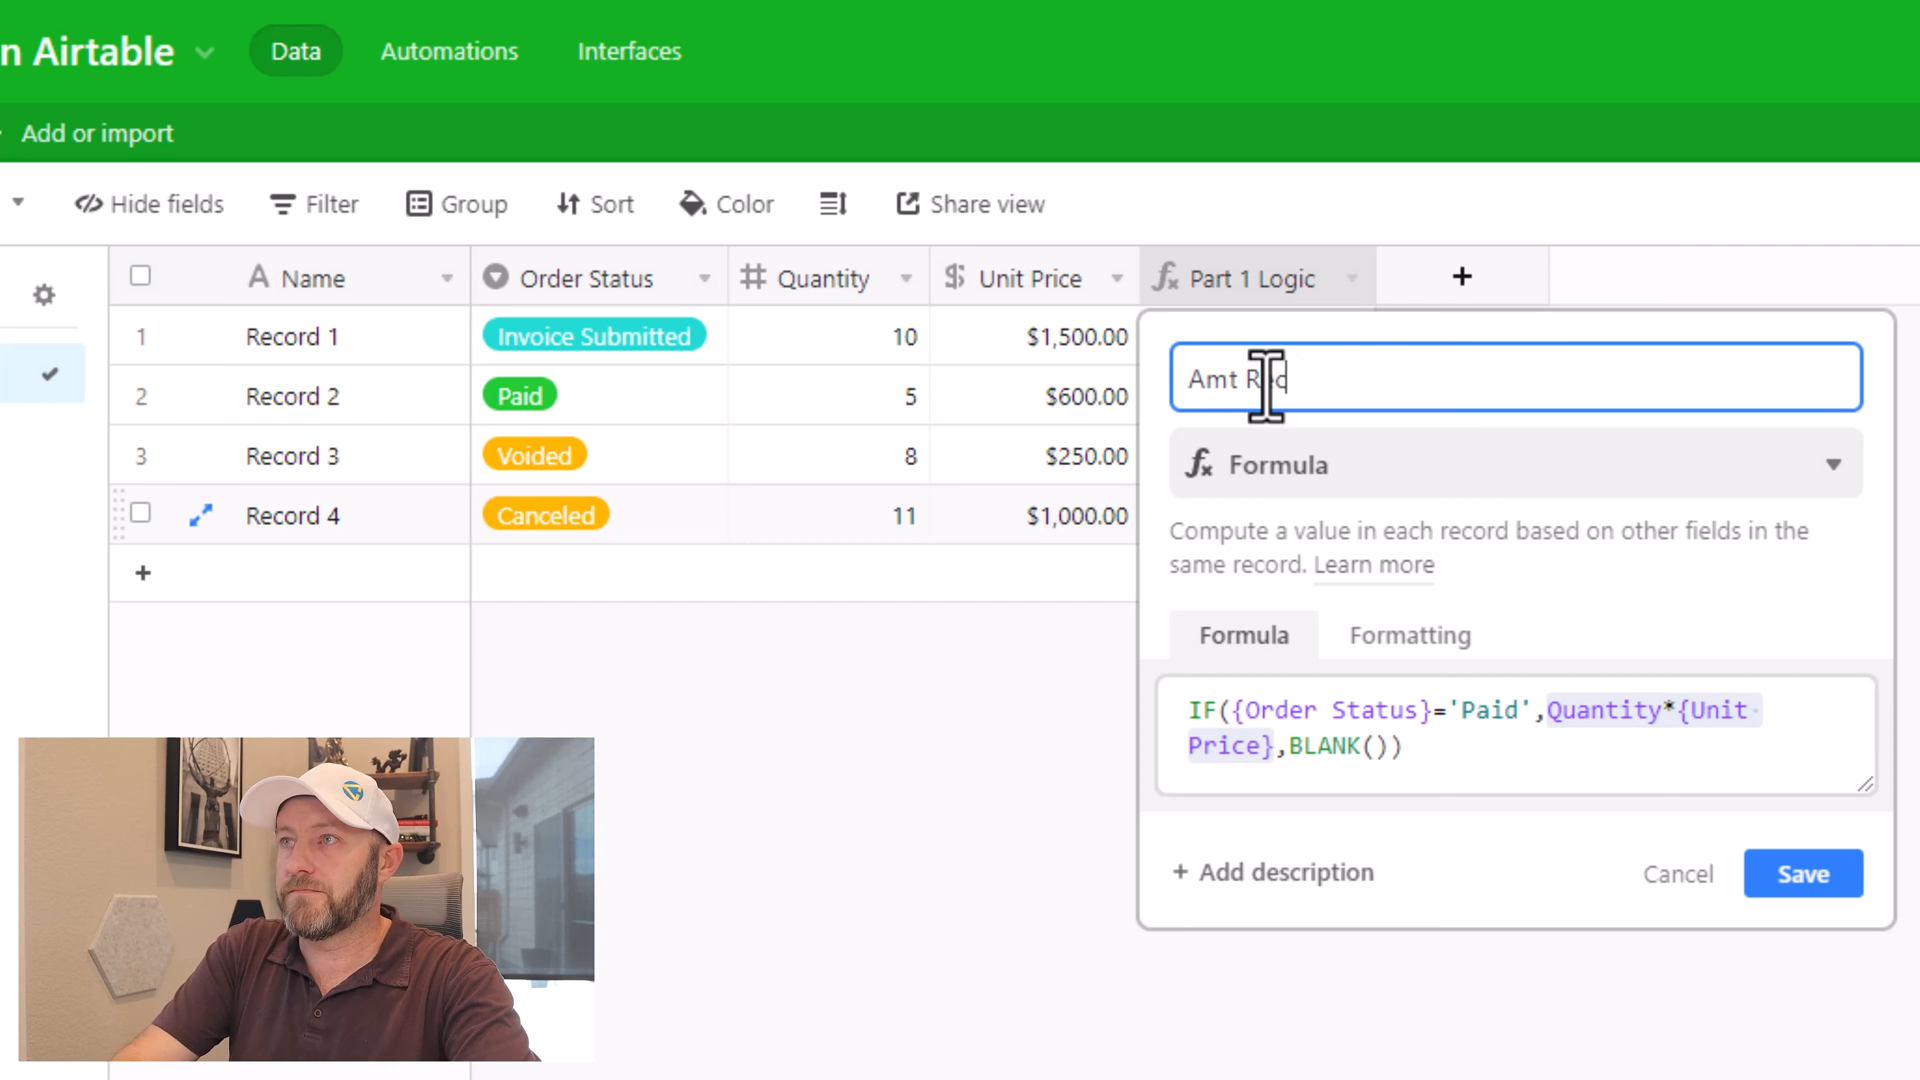 n Airtable Data Automations Interfaces
Add or import
Hide fields Filter Group Sort Color Share view
Name Order Status Quantity Unit Price Part 1 Logic +
1 Record 1 Invoice Submitted 10 $1,500.00
2 Record 2 Paid 5 $600.00
3 Record 3 Voided 8 $250.00
Record 4 Canceled 11 $1,000.00
+
Amt Rec
Formula
Compute a value in each record based on other fields in the
same record. Learn more
Formula Formatting
IF({Order Status}='Paid',Quantity*{Unit
Price},BLANK())
+ Add description Cancel Save